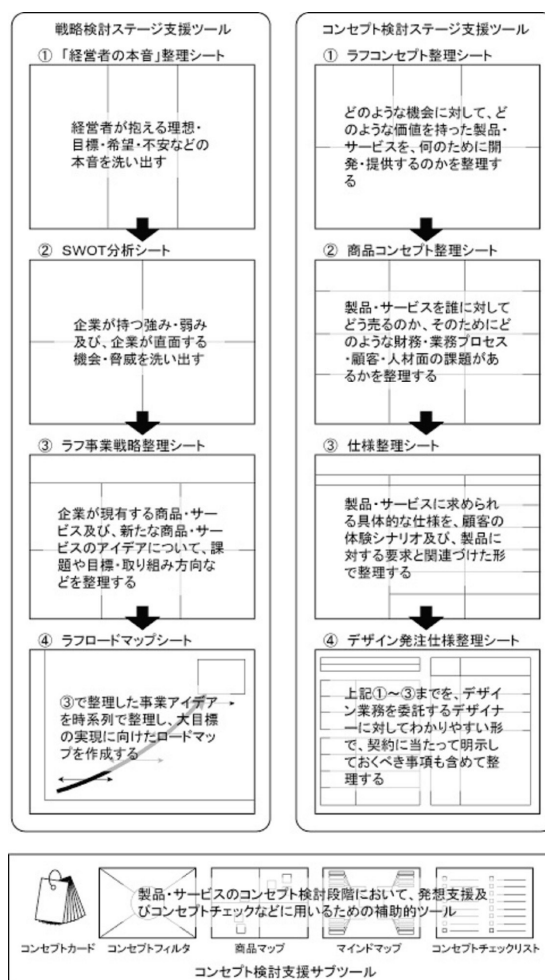 戦略検討ステージ支援ツール
① 「経営者の本音」整理シート
経営者が抱える理想・
目標・希望・不安などの
本音を洗い出す
② SWOT分析シート
企業が持つ強み・弱み
及び、企業が直面する
機会・脅威を洗い出す
③ ラフ事業戦略整理シート
企業が現有する商品・サー
ビス及び、新たな商品・サー
ビスのアイデアについて、課
題や目標・取り組み方向な
どを整理する
④ ラフロードマップシート
③で整理した事業アイデア
を時系列で整理し、大目標
の実現に向けたロードマッ
プを作成する
コンセプト検討ステージ支援ツール
① ラフコンセプト整理シート
どのような機会に対して、ど
のような価値を持った製品・
サービスを、何のために開
発・提供するのかを整理す
る
② 商品コンセプト整理シート
製品・サービスを誰に対して
どう売るのか、そのためにど
のような財務・業務プロセス
・顧客・人材面の課題があ
るかを整理する
③ 仕様整理シート
製品・サービスに求められ
る具体的な仕様を、顧客の
体験シナリオ及び、製品に
対する要求と関連づけた形
で整理する
④ デザイン発注仕様整理シート
上記①～③までを、デザイ
ン業務を委託するデザイナ
ーに対してわかりやすい形
で、契約に当たって明示し
ておくべき事項も含めて整
理する
製品・サービスのコンセプト検討段階において、発想支援及
びコンセプトチェックなどに用いるための補助的ツール
コンセプトカード
コンセプトフィルタ
商品マップ
マインドマップ
コンセプトチェックリスト
コンセプト検討支援サブツール